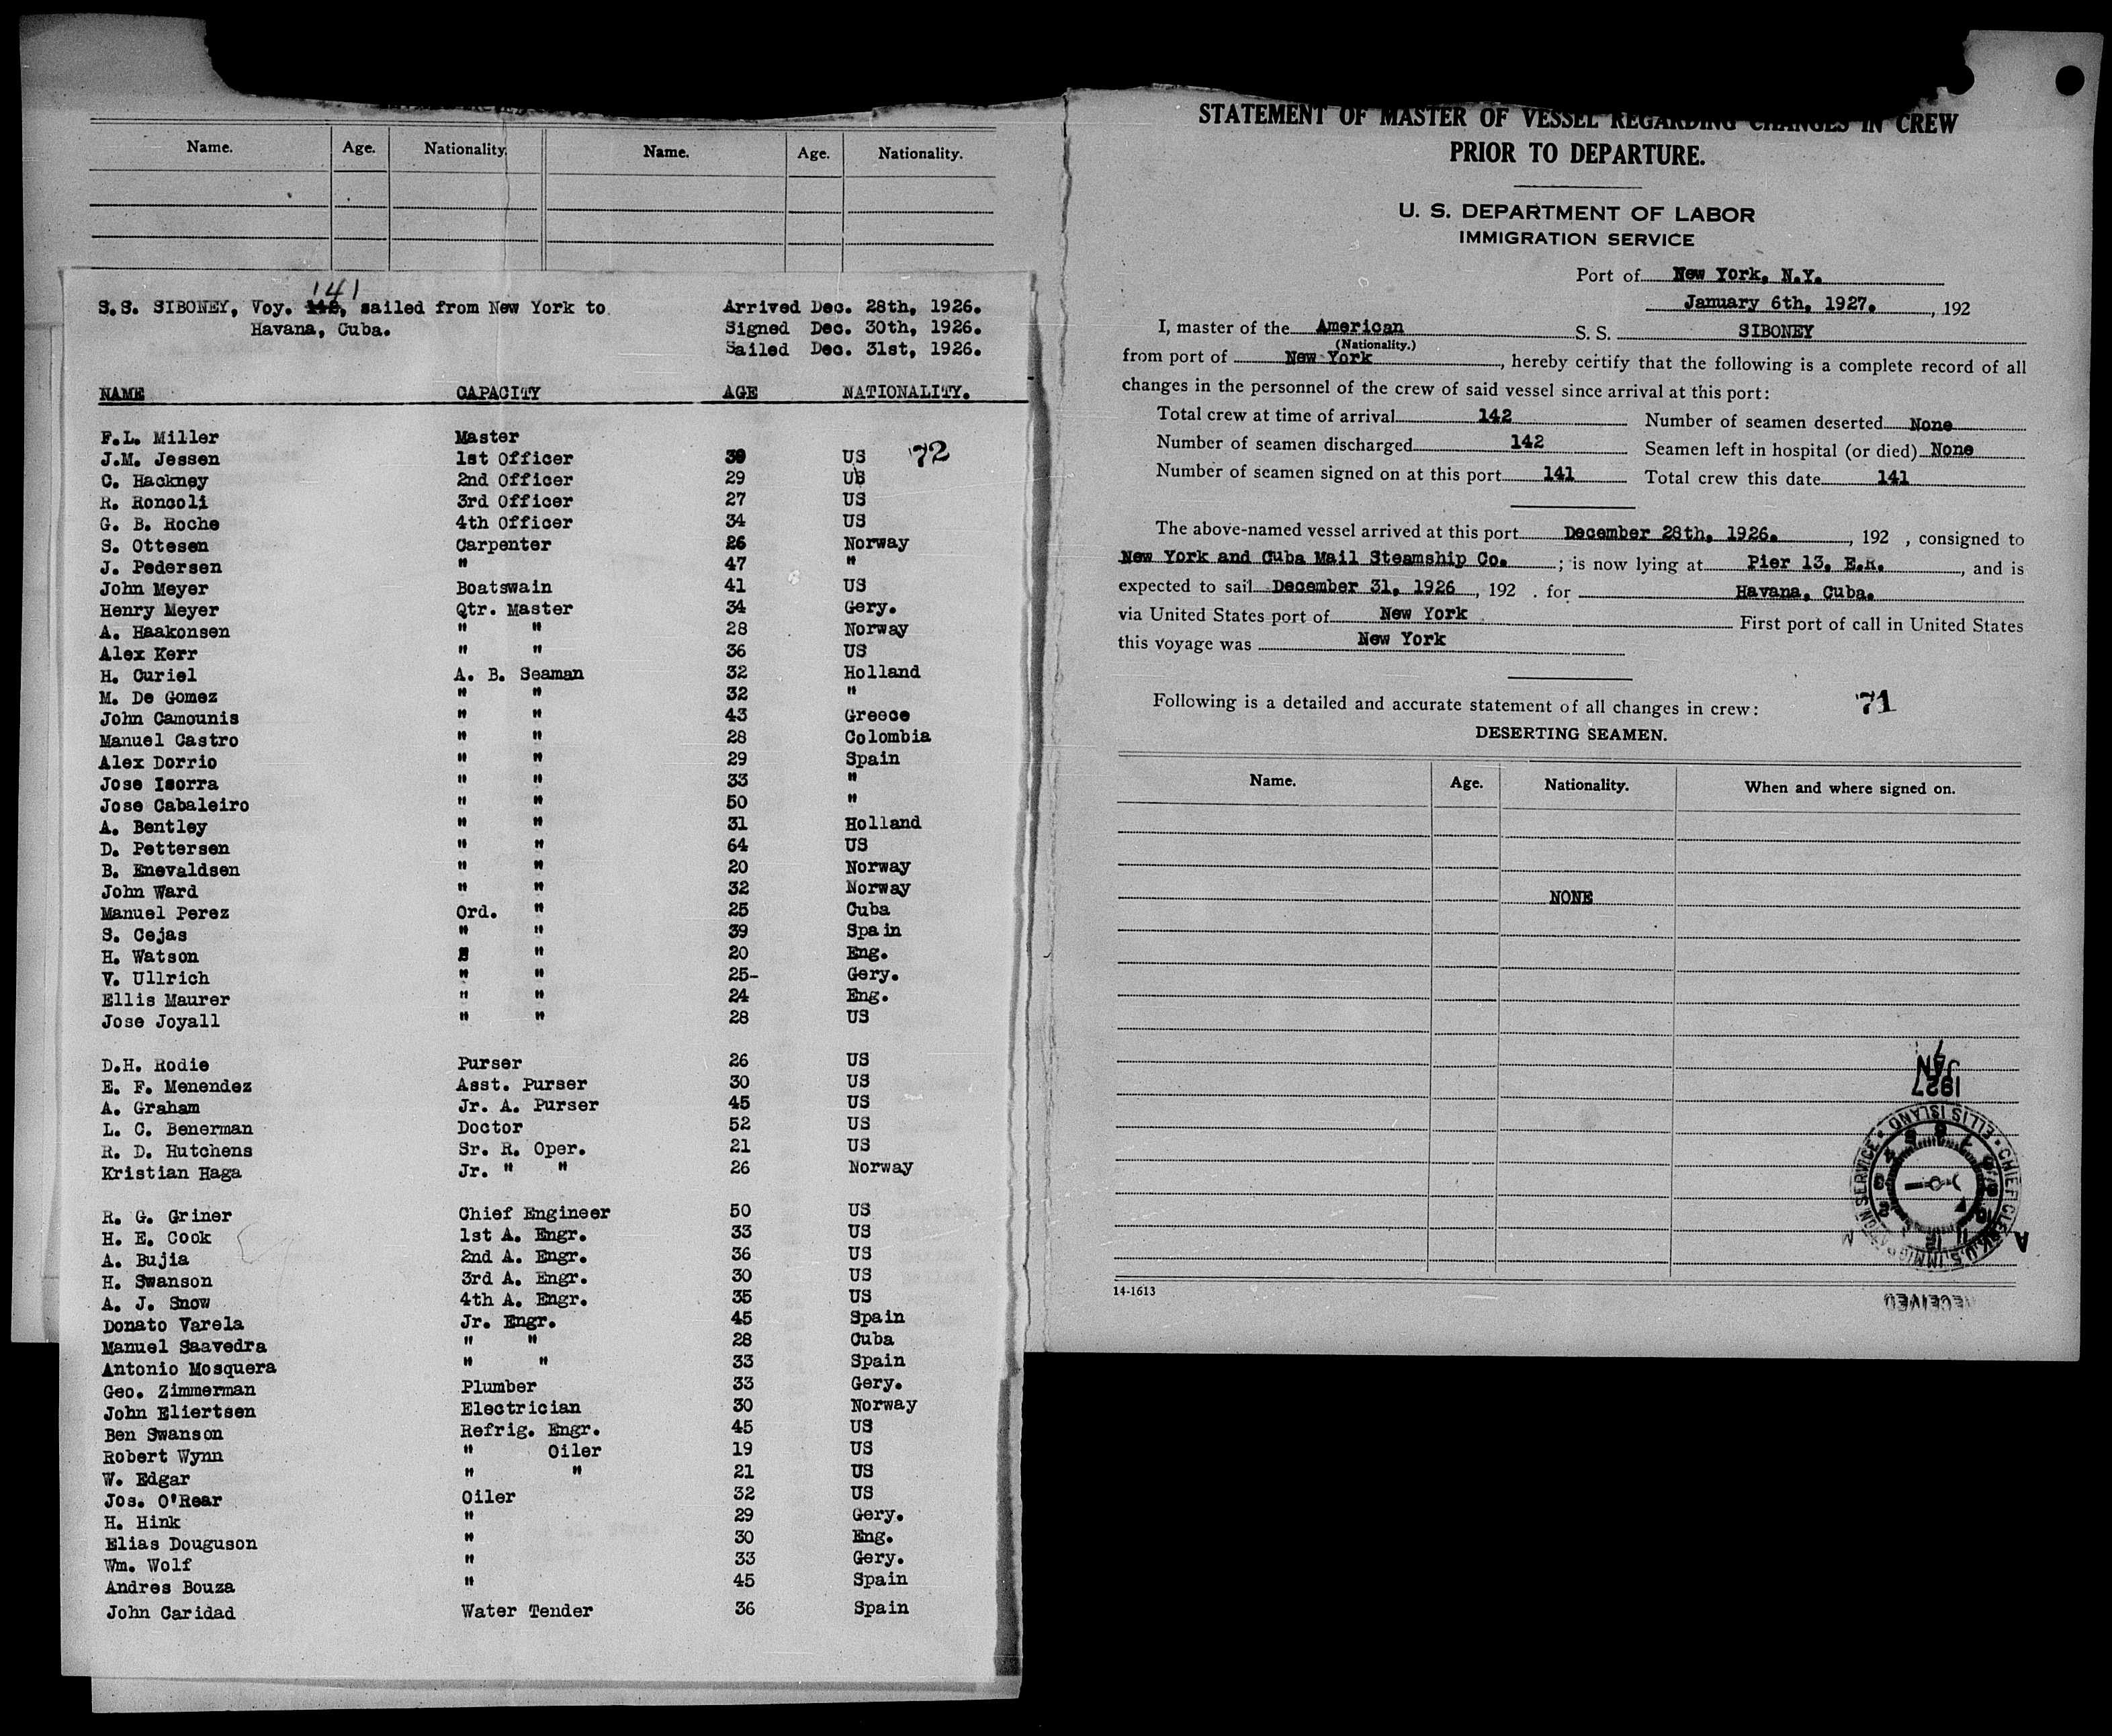 Name. Age. Nationality. Name. Age. Nationality.
141
S.S. SIBONEY, Voy. 142, sailed from New York to
Havana, Cuba.
Arrived Dec. 28th, 1926.
Signed Dec. 30th, 1926.
Sailed Dec. 31st, 1926.
NAME CAPACITY AGE NATIONALITY.
F.L. Miller Master
J.M. Jessen 1st Officer 30 US 72
C. Hackney 2nd Officer 29 US
R. Roncoli 3rd Officer 27 US
G. B. Roche 4th Officer 34 US
S. Ottesen Carpenter 26 Norway
J. Pedersen " 47 "
John Meyer Boatswain 41 US
Henry Meyer Qtr. Master 34 Gery.
A. Haakonsen " " 28 Norway
Alex Kerr " " 36 US
H. Curiel A. B. Seaman 32 Holland
M. De Gomez " " 32 "
John Camounis " " 43 Greece
Manuel Castro " " 28 Colombia
Alex Dorrio " " 29 Spain
Jose Isorra " " 33 "
Jose Cabaleiro " " 50 "
A. Bentley " " 31 Holland
D. Pettersen " " 64 US
B. Enevaldsen " " 20 Norway
John Ward " " 32 Norway
Manuel Perez Ord. " 25 Cuba
S. Cejas " " 39 Spain
H. Watson " " 20 Eng.
V. Ullrich " " 25- Gery.
Ellis Maurer " " 24 Eng.
Jose Joyall " " 28 US
D.H. Rodie Purser 26 US
E. F. Menendez Asst. Purser 30 US
A. Graham Jr. A. Purser 45 US
L. C. Benerman Doctor 52 US
R. D. Hutchens Sr. R. Oper. 21 US
Kristian Haga Jr. " " 26 Norway
R. G. Griner Chief Engineer 50 US
H. E. Cook 1st A. Engr. 33 US
A. Bujia 2nd A. Engr. 36 US
H. Swanson 3rd A. Engr. 30 US
A. J. Snow 4th A. Engr. 35 US
Donato Varela Jr. Engr. 45 Spain
Manuel Saavedra " " 28 Cuba
Antonio Mosquera " " 33 Spain
Geo. Zimmerman Plumber 33 Gery.
John Eliertsen Electrician 30 Norway
Ben Swanson Refrig. Engr. 45 US
Robert Wynn " Oiler 19 US
W. Edgar " " 21 US
Jos. O'Rear Oiler 32 US
H. Hink " 29 Gery.
Elias Douguson " 30 Eng.
Wm. Wolf " 33 Gery.
Andres Bouza " 45 Spain
John Caridad Water Tender 36 Spain
STATEMENT OF MASTER OF VESSEL REGARDING CHANGES IN CREW
PRIOR TO DEPARTURE.
U. S. DEPARTMENT OF LABOR
IMMIGRATION SERVICE
Port of New York, N.Y.
January 6th, 1927. , 192
I, master of the American S. S. SIBONEY
(Nationality.)
from port of New York , hereby certify that the following is a complete record of all
changes in the personnel of the crew of said vessel since arrival at this port:
Total crew at time of arrival 142 Number of seamen deserted None
Number of seamen discharged 142 Seamen left in hospital (or died) None
Number of seamen signed on at this port 141 Total crew this date 141
The above-named vessel arrived at this port December 28th, 1926. , 192 , consigned to
New York and Cuba Mail Steamship Co. ; is now lying at Pier 13, E.R. , and is
expected to sail December 31, 1926 , 192 . for Havana, Cuba.
via United States port of New York First port of call in United States
this voyage was New York
Following is a detailed and accurate statement of all changes in crew: 71
DESERTING SEAMEN.
Name. Age. Nationality. When and where signed on.
NONE
1927
JAN
7
CHIEF CLERK, U.S. IMMIGRATION SERVICE • ELLIS ISLAND •
RECEIVED
14-1613